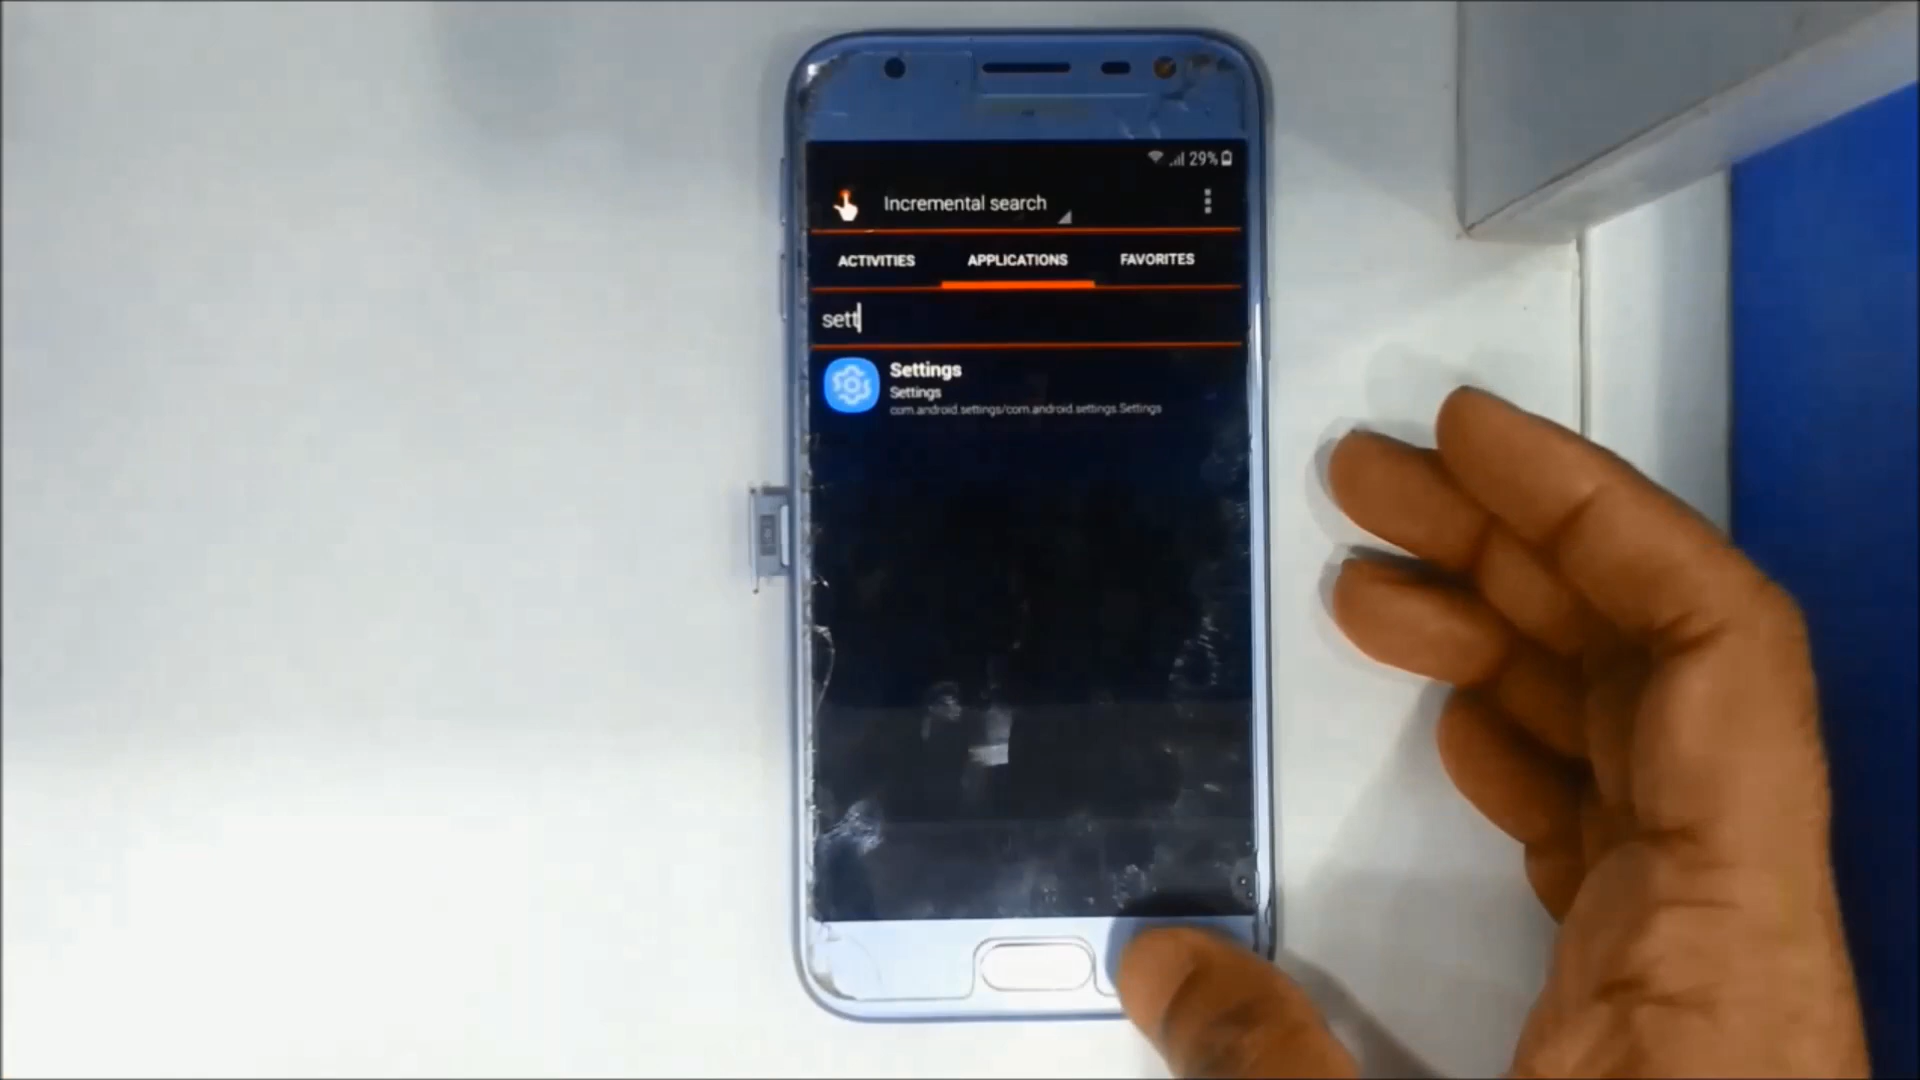 29%
Incremental search
ACTIVITIES APPLICATIONS FAVORITES
sett
Settings
Settings
com.android.settings/com.android.settings.Settings